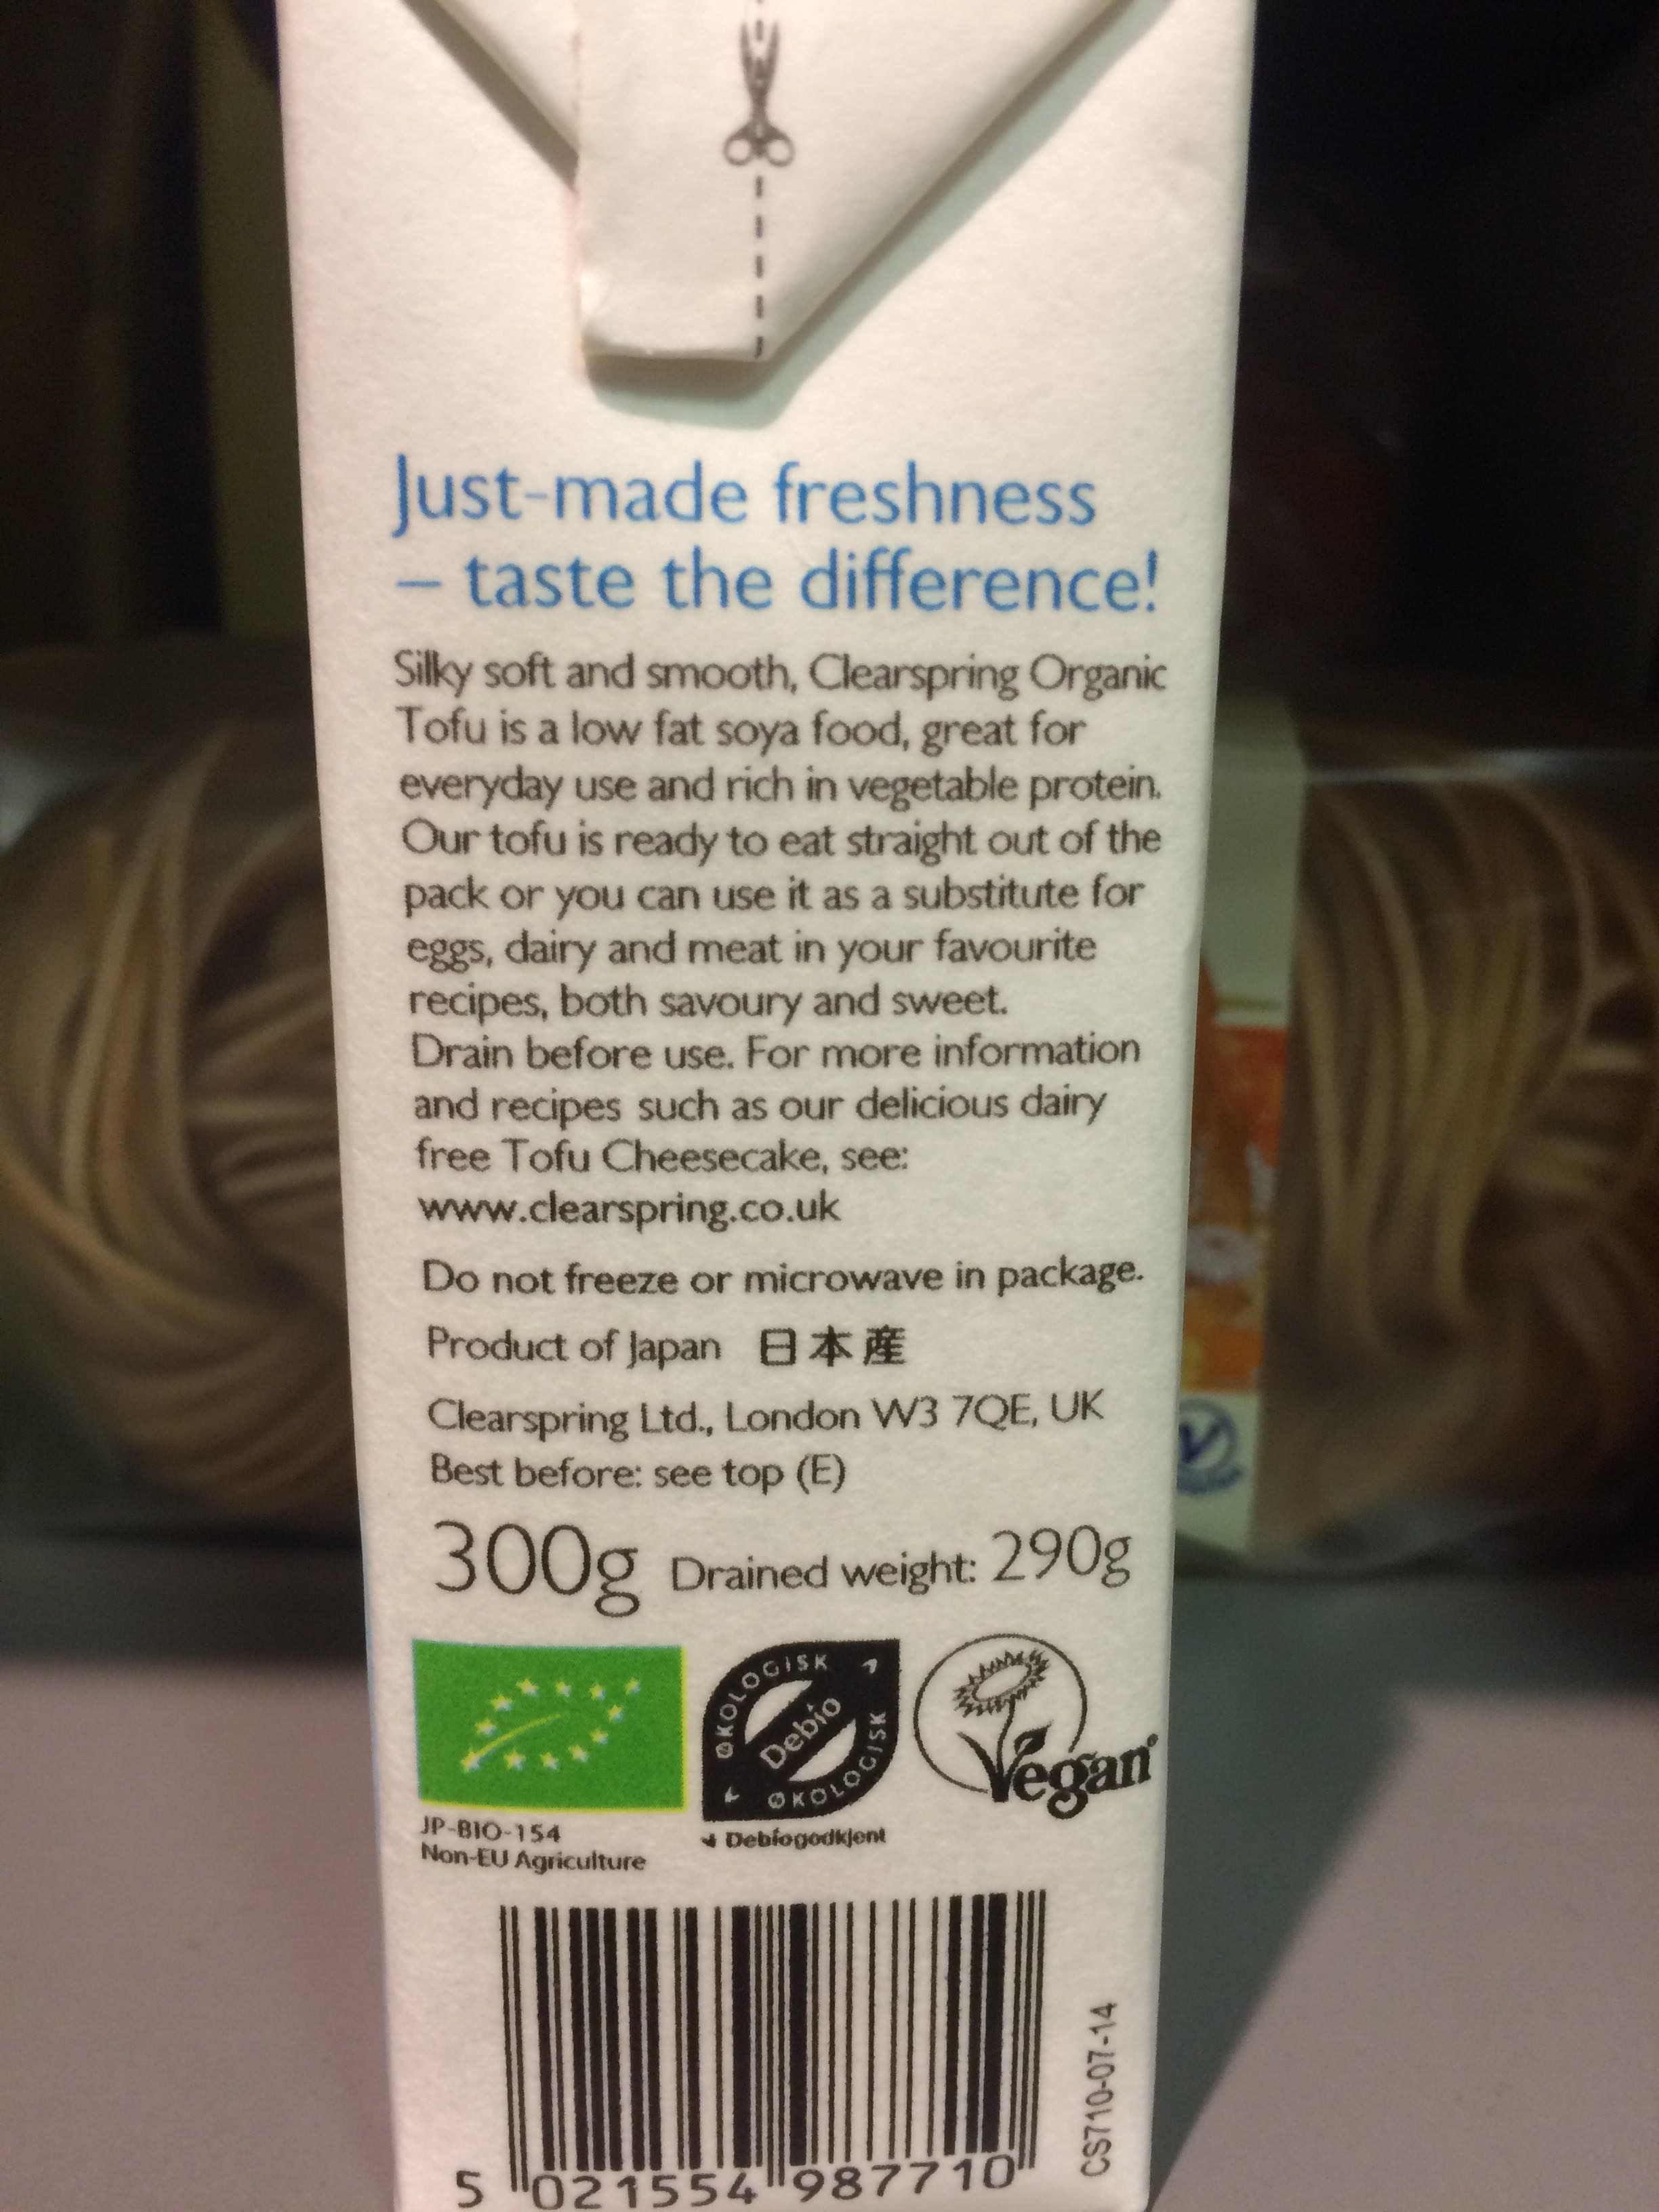 Just-made freshness
– taste the difference!
Silky soft and smooth, Clearspring Organic
Tofu is a low fat soya food, great for
everyday use and rich in vegetable protein.
Our tofu is ready to eat straight out of the
pack or you can use it as a substitute for
eggs, dairy and meat in your favourite
recipes, both savoury and sweet.
Drain before use. For more information
and recipes such as our delicious dairy
free Tofu Cheesecake, see:
www.clearspring.co.uk
Do not freeze or microwave in package.
Product of Japan 日本産
Clearspring Ltd., London W3 7QE, UK
Best before: see top (E)
300g Drained weight: 290g
ØKOLOGISK
Debio
ØKOLOGISK
Vegan
JP-BIO-154
Non-EU Agriculture
Debiogodkjent
CS710-07-14
5 021554 987710